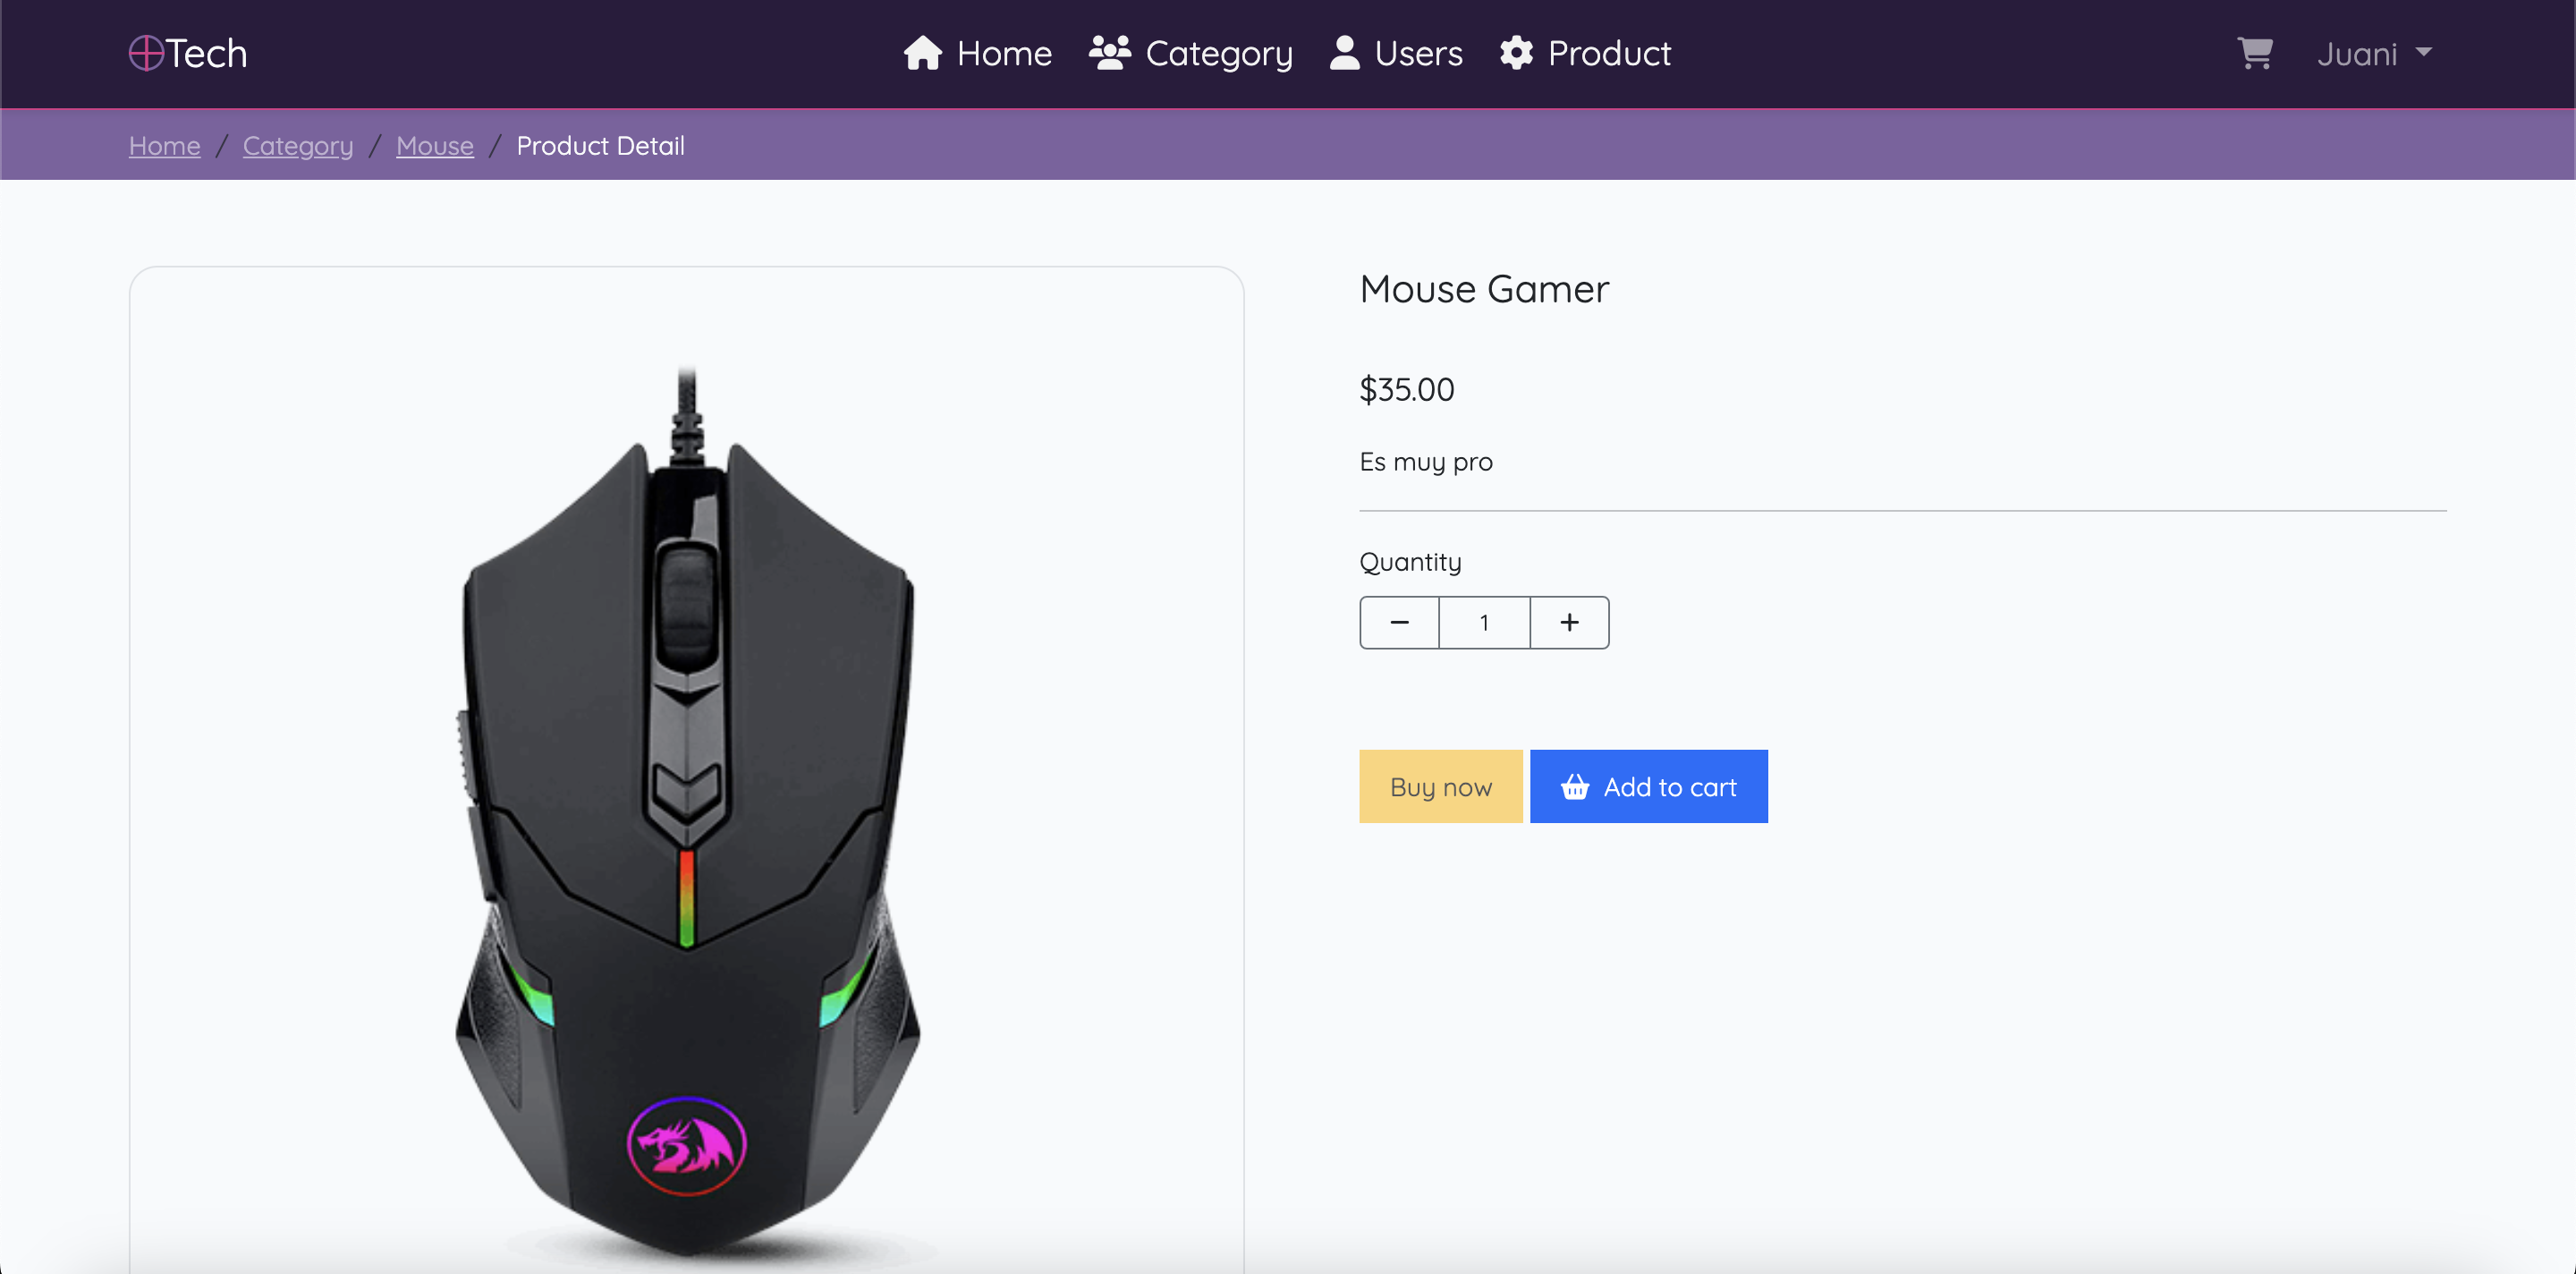 Tech
Home Category Users Product
Juani
Home / Category / Mouse / Product Detail
Mouse Gamer
$35.00
Es muy pro
Quantity
− 1 +
Buy now
Add to cart